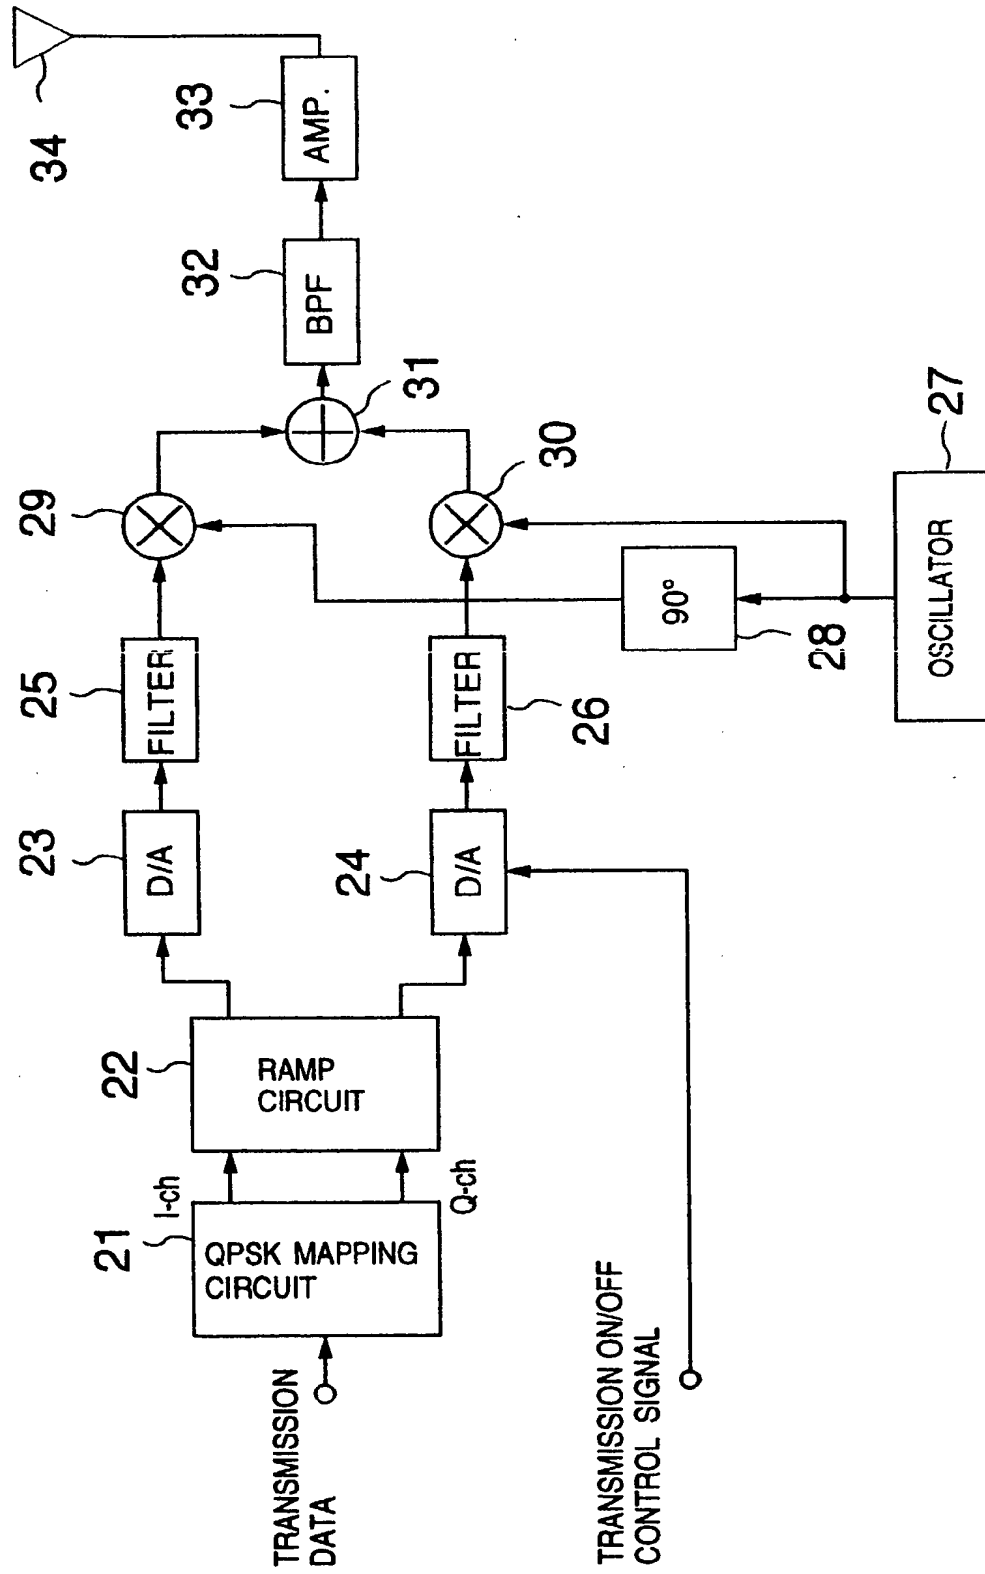 TRANSMISSION
DATA
21
QPSK MAPPING
CIRCUIT
I-ch
Q-ch
22
RAMP
CIRCUIT
23
D/A
25
FILTER
29
24
D/A
26
FILTER
30
31
32
BPF
33
AMP.
34
28
90°
27
OSCILLATOR
TRANSMISSION ON/OFF
CONTROL SIGNAL